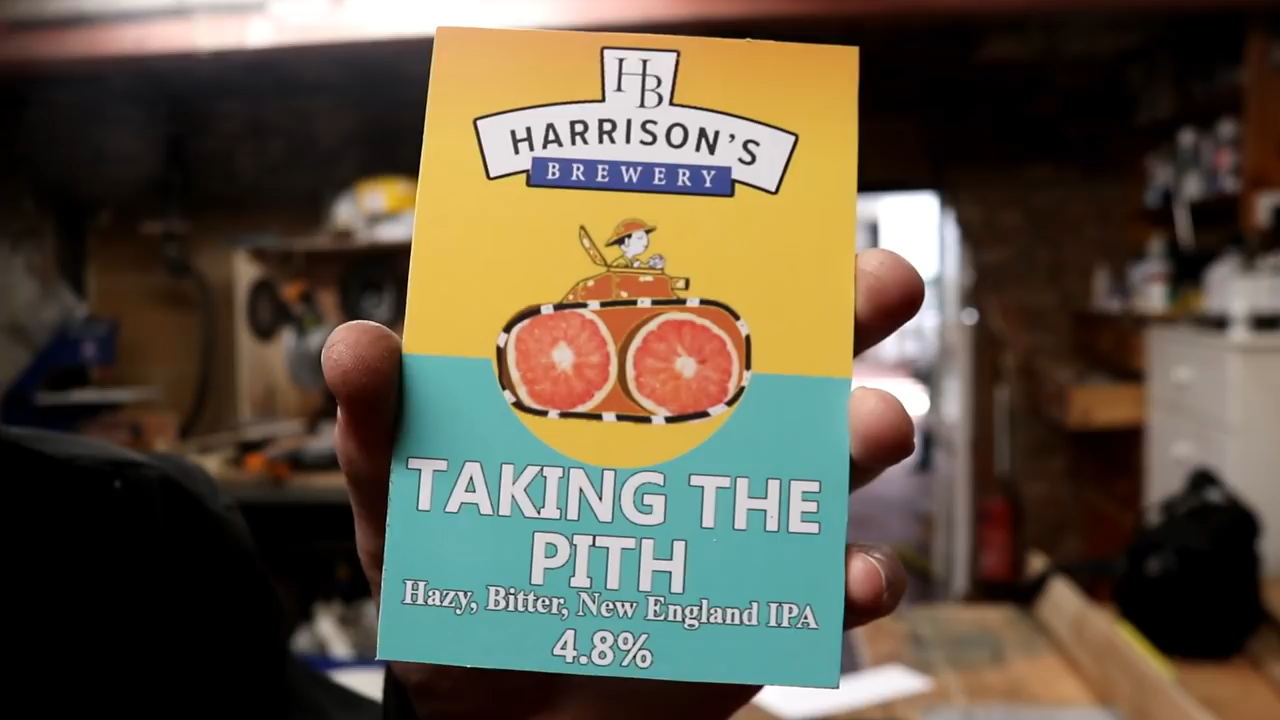 HB
HARRISON'S
BREWERY
TAKING THE
PITH
Hazy, Bitter, New England IPA
4.8%